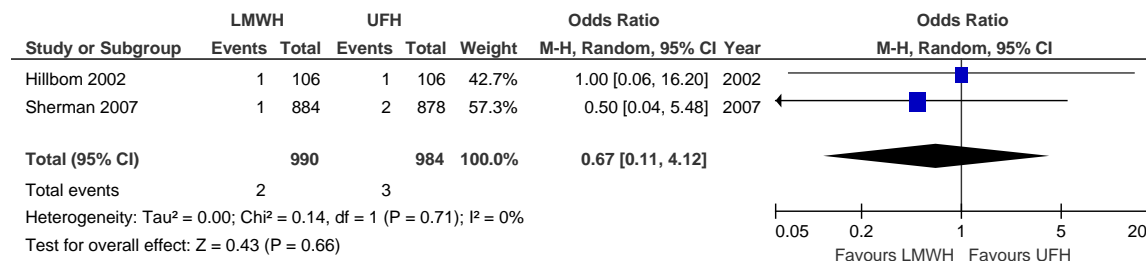 LMWH UFH Odds Ratio Odds Ratio
Study or Subgroup Events Total Events Total Weight M-H, Random, 95% CI Year M-H, Random, 95% CI
Hillbom 2002 1 106 1 106 42.7% 1.00 [0.06, 16.20] 2002
Sherman 2007 1 884 2 878 57.3% 0.50 [0.04, 5.48] 2007
Total (95% CI) 990 984 100.0% 0.67 [0.11, 4.12]
Total events 2 3
Heterogeneity: Tau² = 0.00; Chi² = 0.14, df = 1 (P = 0.71); I² = 0%
Test for overall effect: Z = 0.43 (P = 0.66)
0.05 0.2 1 5 20
Favours LMWH Favours UFH